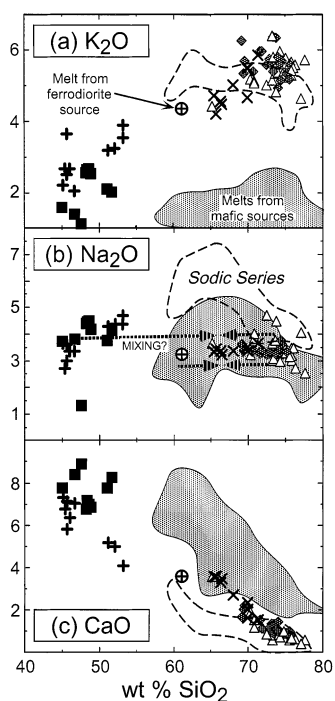 (a) K₂O
6
4
2
Melt from
ferrodiorite
source
Melts from
mafic sources
(b) Na₂O
7
5
3
1
Sodic Series
MIXING?
(c) CaO
8
6
4
2
40 50 60 70 80
wt % SiO₂